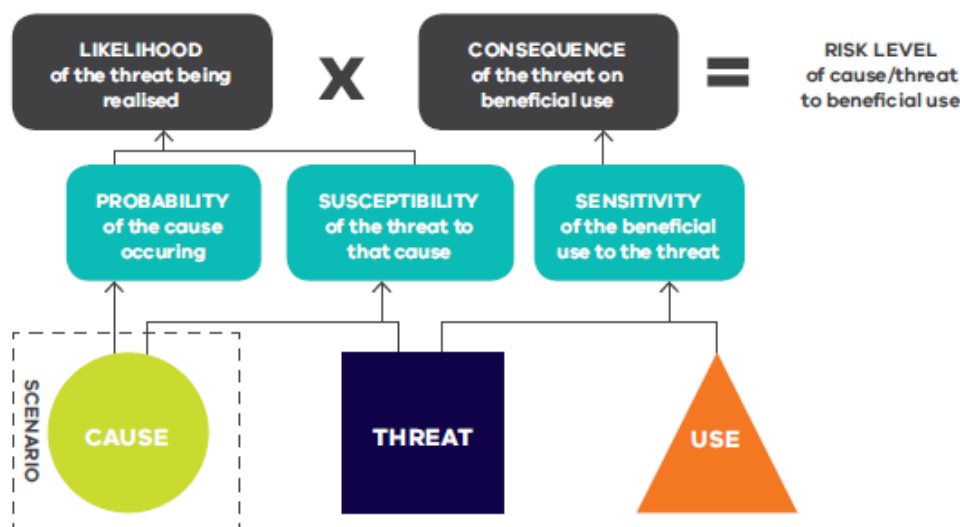 LIKELIHOOD
of the threat being
realised
X
CONSEQUENCE
of the threat on
beneficial use
=
RISK LEVEL
of cause/threat
to beneficial use
PROBABILITY
of the cause
occuring
SUSCEPTIBILITY
of the threat to
that cause
SENSITIVITY
of the beneficial
use to the threat
SCENARIO
CAUSE
THREAT
USE